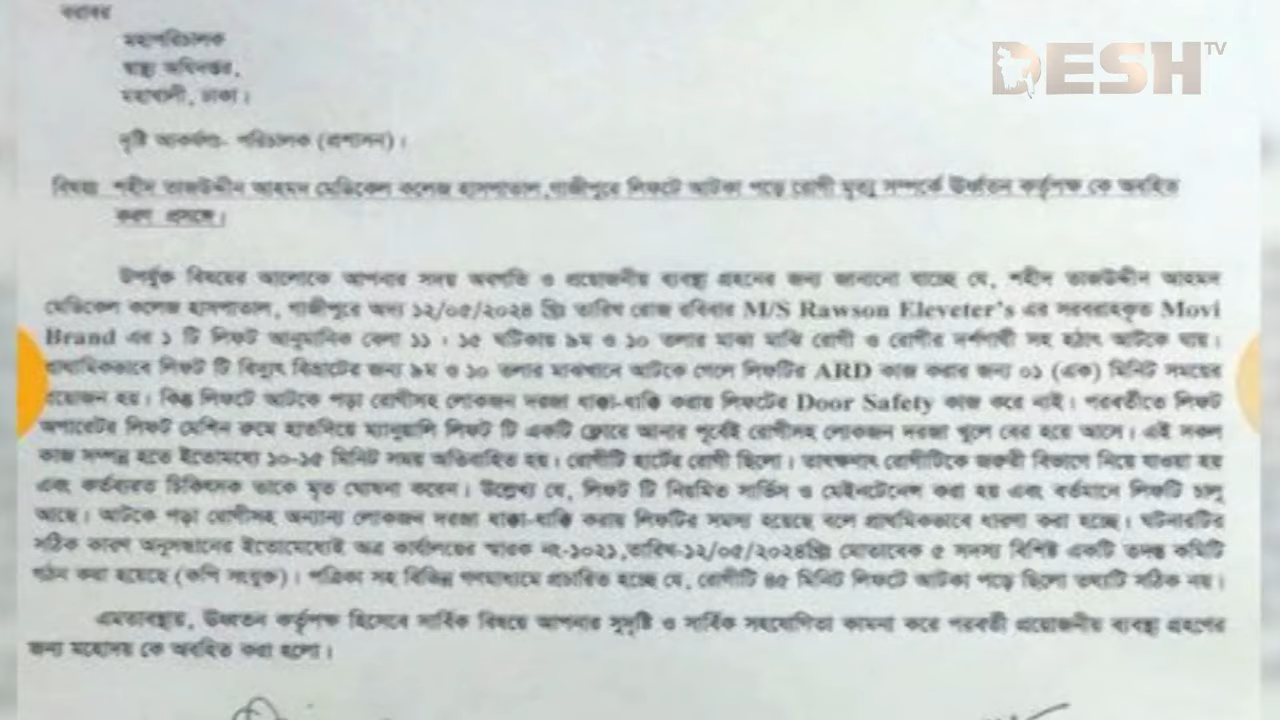 বরাবর
DESH TV
মহাপরিচালক
স্বাস্থ্য অধিদপ্তর,
মহাখালী, ঢাকা।
দৃষ্টি আকর্ষণঃ- পরিচালক (প্রশাসন)।
বিষয়ঃ শহীদ তাজউদ্দীন আহমদ মেডিকেল কলেজ হাসপাতাল,গাজীপুরে লিফটে আটকা পড়ে রোগী মৃত্যু সম্পর্কে উর্ধ্বতন কর্তৃপক্ষ কে অবহিত
করণ প্রসঙ্গে।
উপর্যুক্ত বিষয়ের আলোকে আপনার সদয় অবগতি ও প্রয়োজনীয় ব্যবস্থা গ্রহনের জন্য জানানো যাচ্ছে যে, শহীদ তাজউদ্দীন আহমদ
মেডিকেল কলেজ হাসপাতাল, গাজীপুরে অদ্য ১২/০৫/২০২৪ খ্রিঃ তারিখ রোজ রবিবার M/S Rawson Eleveter's এর সরবরাহকৃত Movi
Brand এর ১ টি লিফট আনুমানিক বেলা ১১ : ১৫ ঘটিকায় ৯ম ও ১০ তলার মাঝা মাঝি রোগী ও রোগীর দর্শণার্থী সহ হঠাৎ আটকে যায়।
প্রাথমিকভাবে লিফট টি বিদ্যুৎ বিভ্রাটের জন্য ৯ম ও ১০ তলার মাঝখানে আটকে গেলে লিফটির ARD কাজ করার জন্য ০১ (এক) মিনিট সময়ের
প্রয়োজন হয়। কিন্তু লিফটে আটকে পড়া রোগীসহ লোকজন দরজা ধাক্কা-ধাক্কি করায় লিফটের Door Safety কাজ করে নাই। পরবর্তীতে লিফট
অপারেটর লিফট মেশিন রুমে হাতদিয়ে ম্যানুয়ালি লিফট টি একটি ফ্লোরে আনার পূর্বেই রোগীসহ লোকজন দরজা খুলে বের হয়ে আসে। এই সকল
কাজ সম্পন্ন হতে ইতোমধ্যে ১০-১৫ মিনিট সময় অতিবাহিত হয়। রোগীটি হার্টের রোগী ছিলো। তাৎক্ষনাৎ রোগীটিকে জরুরী বিভাগে নিয়ে যাওয়া হয়
এবং কর্তব্যরত চিকিৎসক তাকে মৃত ঘোষনা করেন। উল্লেখ্য যে, লিফট টি নিয়মিত সার্ভিস ও মেইনটেনেন্স করা হয় এবং বর্তমানে লিফটি চালু
আছে। আটকে পড়া রোগীসহ অন্যান্য লোকজন দরজা ধাক্কা-ধাক্কি করায় লিফটির সমস্যা হয়েছে বলে প্রাথমিকভাবে ধারণা করা হচ্ছে। ঘটনারটির
সঠিক কারণ অনুসন্ধানের ইতোমেধ্যেই অত্র কার্যালয়ের স্মারক নং-১০২১,তারিখ-১২/০৫/২০২৪খ্রিঃ মোতাবেক ৫ সদস্য বিশিষ্ট একটি তদন্ত কমিটি
গঠন করা হয়েছে (কপি সংযুক্ত)। পত্রিকা সহ বিভিন্ন গণমাধ্যমে প্রচারিত হচ্ছে যে, রোগীটি ৪৫ মিনিট লিফটে আটকা পড়ে ছিলো তথ্যটি সঠিক নয়।
এমতাবস্থায়, উর্ধ্বতন কর্তৃপক্ষ হিসেবে সার্বিক বিষয়ে আপনার সুদৃষ্টি ও সার্বিক সহযোগিতা কামনা করে পরবর্তী প্রয়োজনীয় ব্যবস্থা গ্রহণের
জন্য মহোদয় কে অবহিত করা হলো।